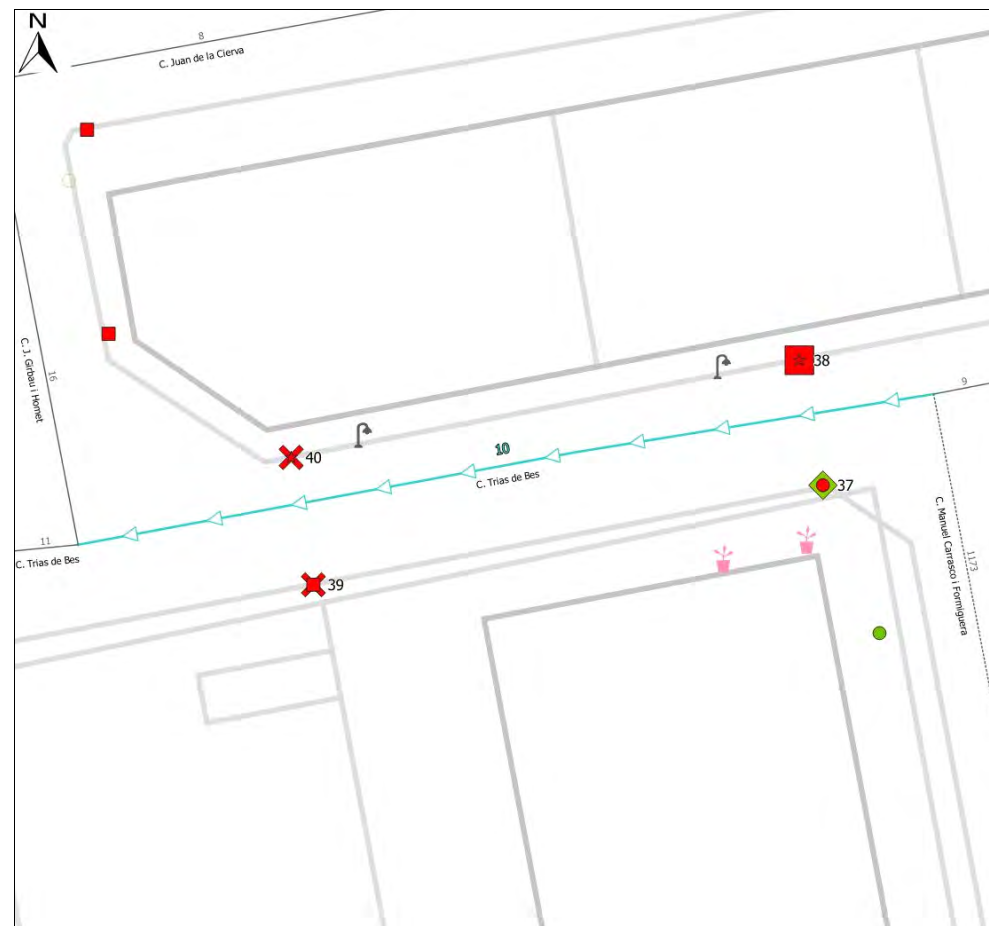 N
8
C. Juan de la Cierva
C. J. Girbau i Homet
16
38
9
10
40
C. Trias de Bes
37
C. Manuel Carrasco i Formiguera
1173
11
C. Trias de Bes
39